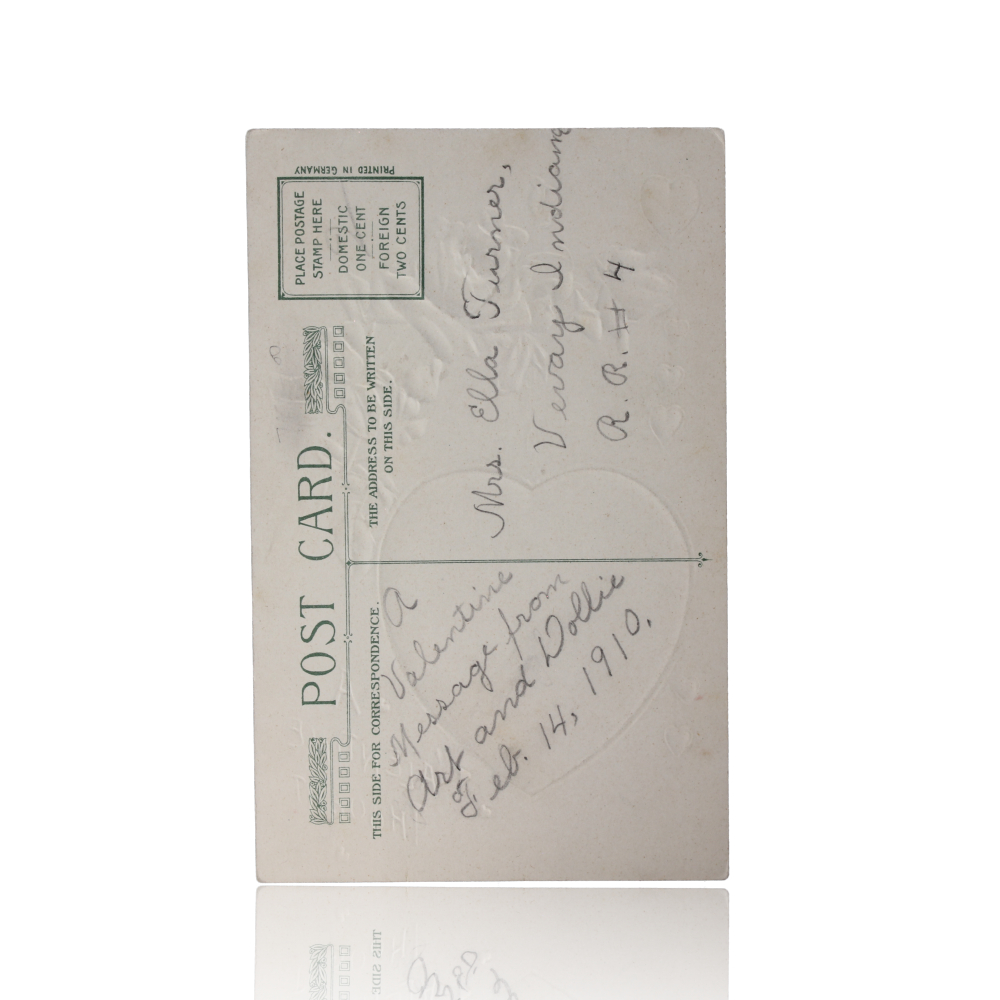 POST CARD.
PRINTED IN GERMANY
PLACE POSTAGE
STAMP HERE
DOMESTIC
ONE CENT
FOREIGN
TWO CENTS
THIS SIDE FOR CORRESPONDENCE.
THE ADDRESS TO BE WRITTEN
ON THIS SIDE.
A
Valentine
Message from
Art and Dollie
Feb. 14, 1910.
Mrs. Ella Turner,
Vevay Indiana
R. R. # 4